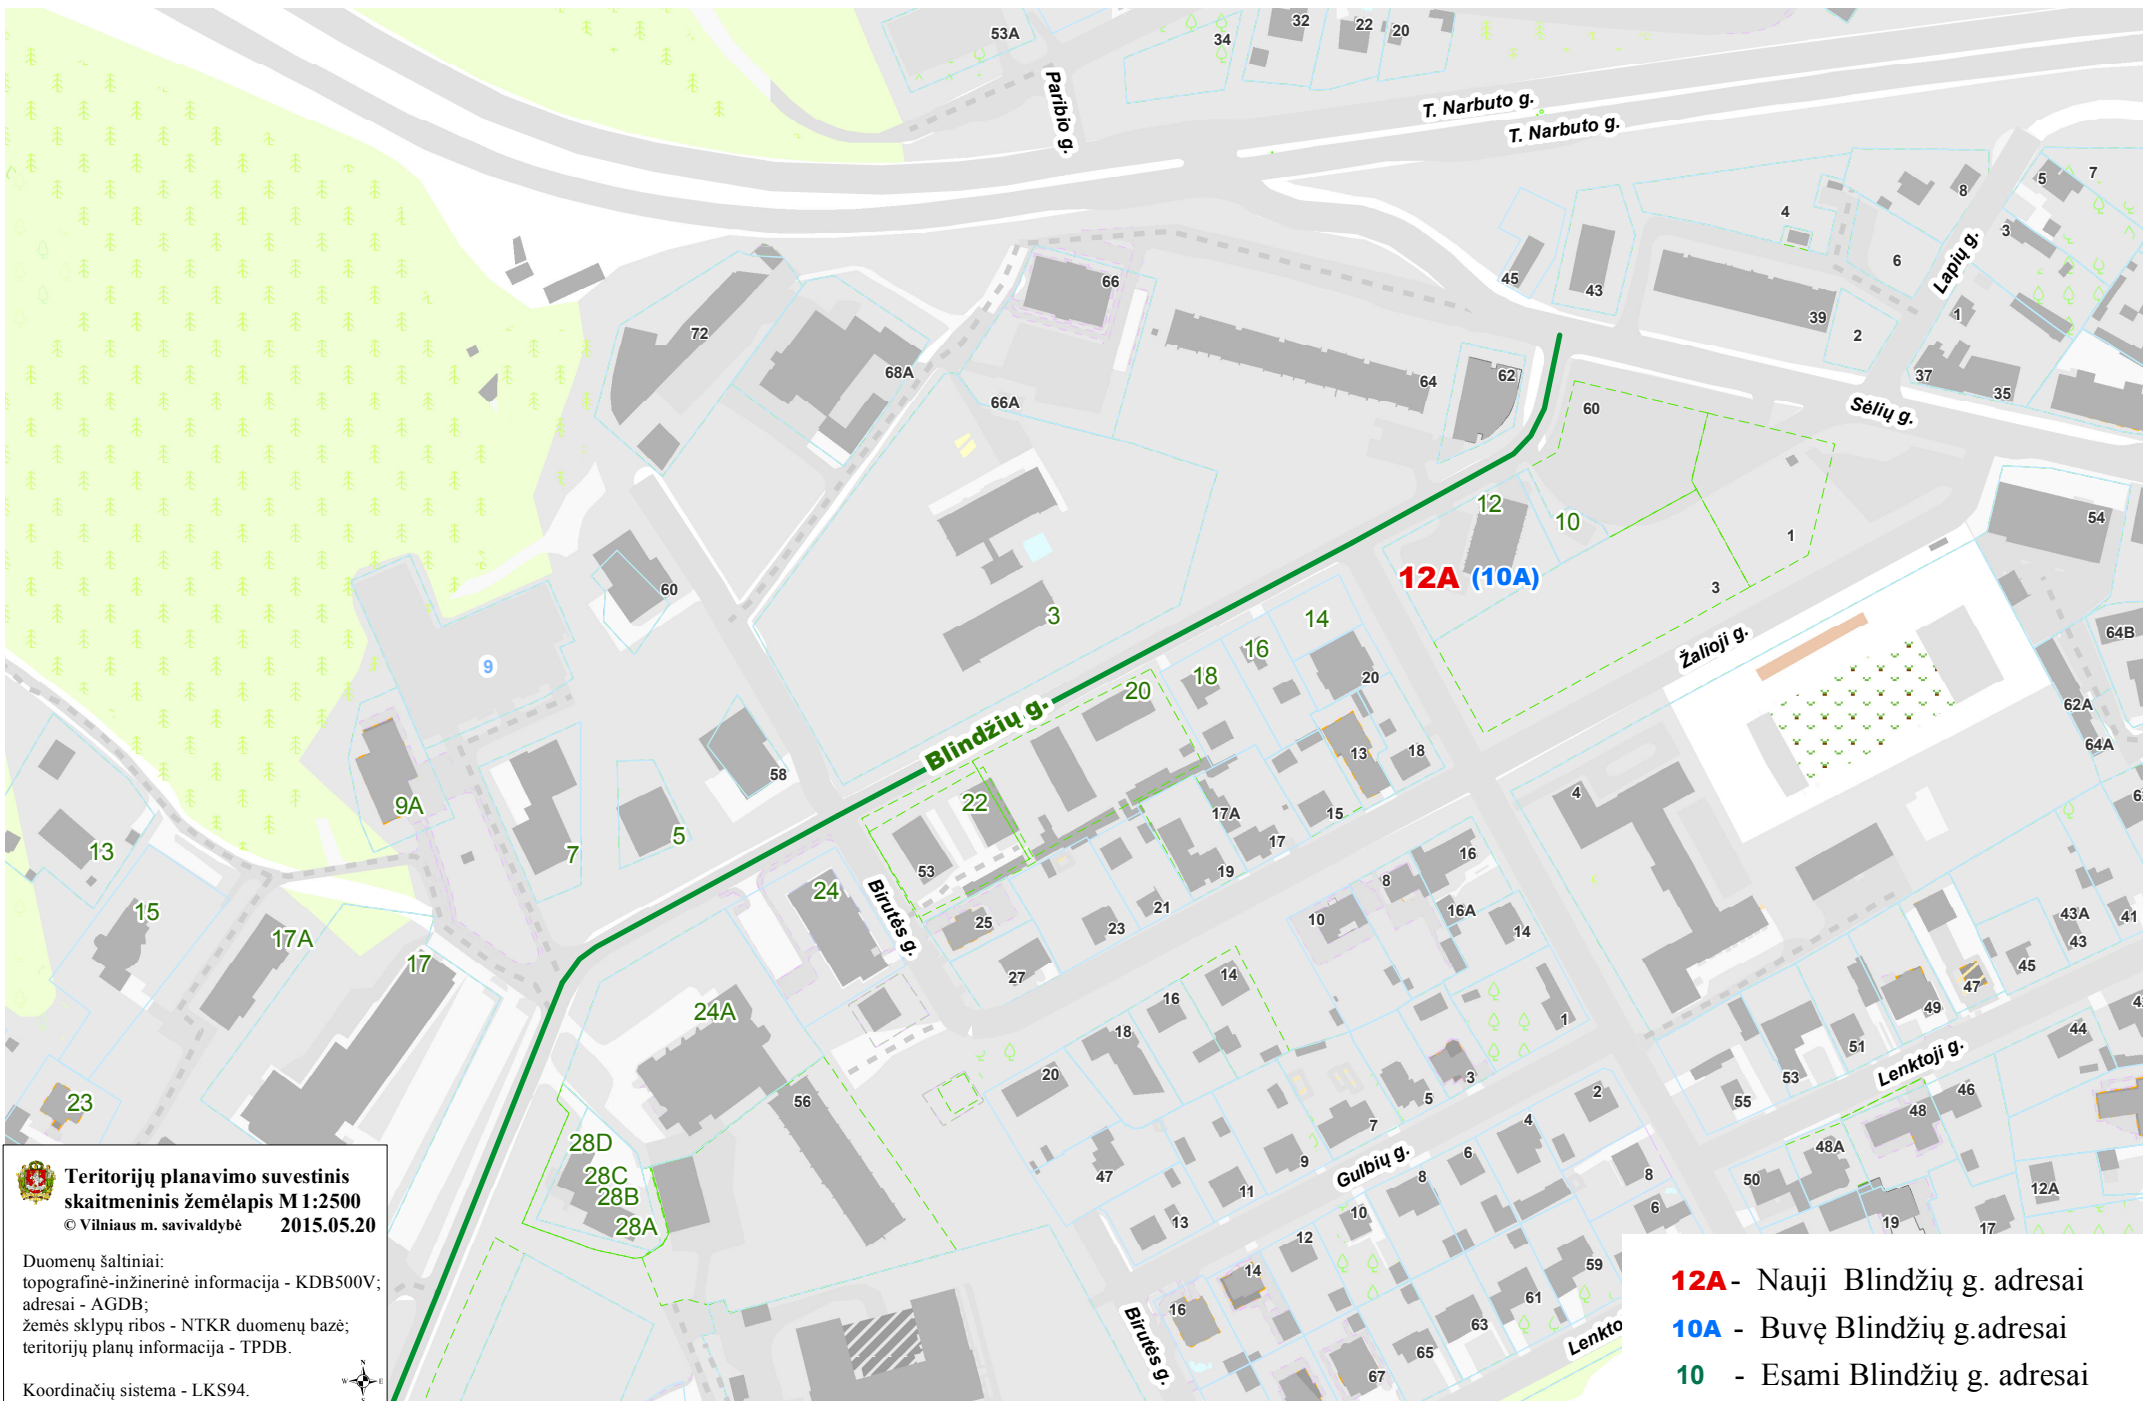 53A
34
32
22
20
Paribio g.
T. Narbuto g.
T. Narbuto g.
5
7
8
4
3
6
Lapių g.
45
43
39
2
1
37
35
Sėlių g.
66
72
68A
66A
64
62
60
12
10
1
54
12A (10A)
3
60
3
14
16
18
20
20
Žalioji g.
64B
62A
64A
9
Blindžių g.
58
13
18
9A
22
17A
15
4
13
7
5
53
17
19
16
24
Birutės g.
8
15
25
21
23
10
16A
14
43A
41
43
17A
17
27
14
45
47
24A
16
49
18
1
44
51
Lenktoji g.
20
3
53
46
23
56
5
2
55
48
28D
7
4
48A
28C
28B
9
6
8
50
12A
28A
47
11
Gulbių g.
8
6
19
17
13
10
12
14
59
16
61
63
65
67
Birutės g.
Lenkto
Teritorijų planavimo suvestinis
skaitmeninis žemėlapis M 1:2500
© Vilniaus m. savivaldybė 2015.05.20
Duomenų šaltiniai:
topografinė-inžinerinė informacija - KDB500V;
adresai - AGDB;
žemės sklypų ribos - NTKR duomenų bazė;
teritorijų planų informacija - TPDB.
Koordinačių sistema - LKS94.
N
W E
S
12A - Nauji Blindžių g. adresai
10A - Buvę Blindžių g.adresai
10 - Esami Blindžių g. adresai